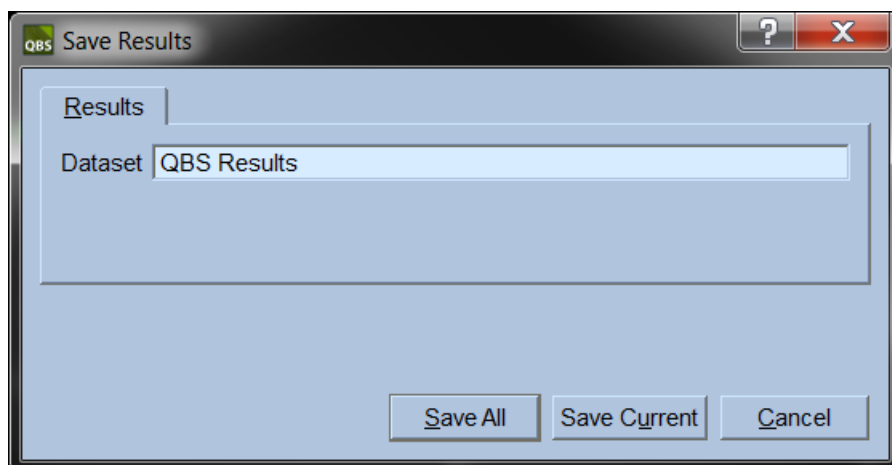 QBS Save Results
?
X
Results
Dataset QBS Results
Save All Save Current Cancel